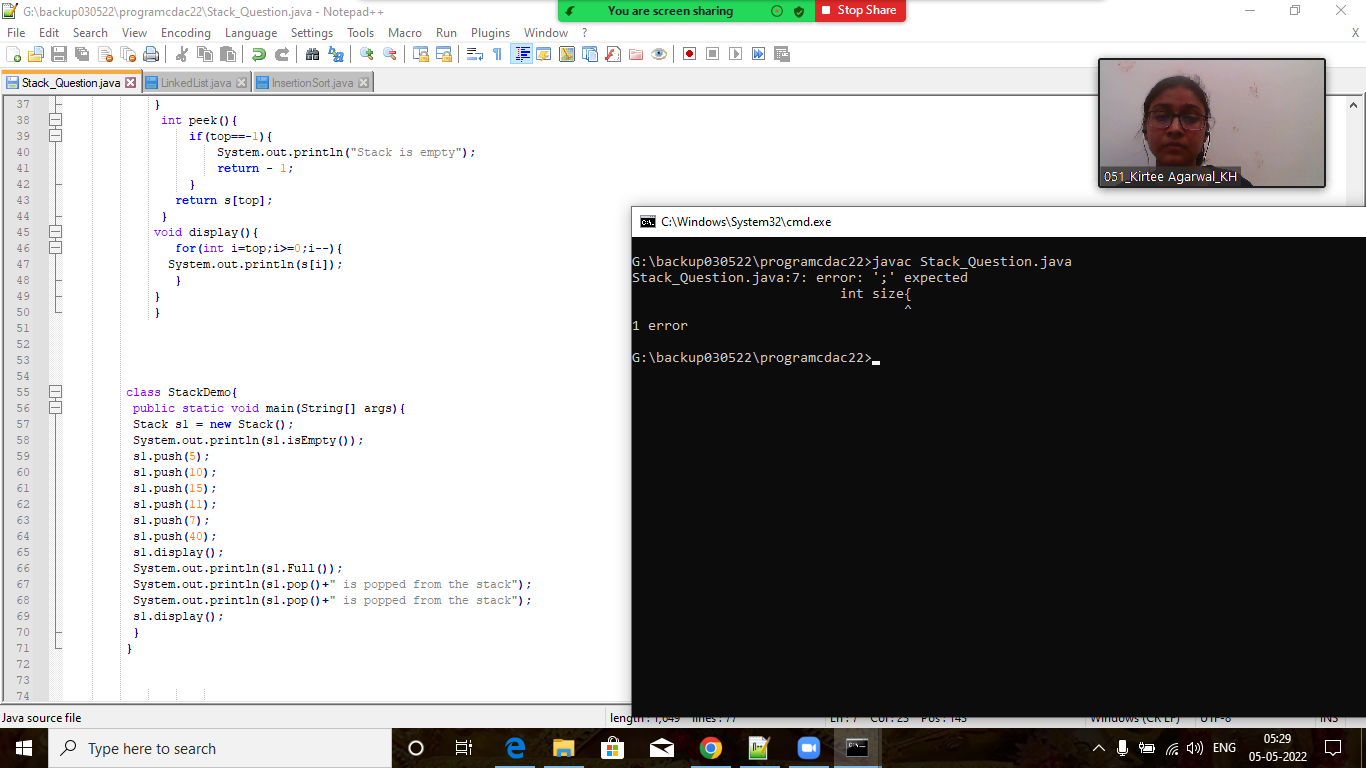 G:\backup030522\programcdac22\Stack_Question.java - Notepad++
You are screen sharing
Stop Share
File Edit Search View Encoding Language Settings Tools Macro Run Plugins Window ? X
Stack_Question.java LinkedList.java InsertionSort.java
37 }
38 int peek(){
39 if(top==-1){
40 System.out.println("Stack is empty");
41 return - 1;
42 }
43 return s[top];
44 }
45 void display(){
46 for(int i=top;i>=0;i--){
47 System.out.println(s[i]);
48 }
49 }
50 }
51
52
53
54
55 class StackDemo{
56 public static void main(String[] args){
57 Stack s1 = new Stack();
58 System.out.println(s1.isEmpty());
59 s1.push(5);
60 s1.push(10);
61 s1.push(15);
62 s1.push(11);
63 s1.push(7);
64 s1.push(40);
65 s1.display();
66 System.out.println(s1.Full());
67 System.out.println(s1.pop()+" is popped from the stack");
68 System.out.println(s1.pop()+" is popped from the stack");
69 s1.display();
70 }
71 }
72
73
74
051_Kirtee Agarwal_KH
C:\Windows\System32\cmd.exe
G:\backup030522\programcdac22>javac Stack_Question.java
Stack_Question.java:7: error: ';' expected
int size{
^
1 error
G:\backup030522\programcdac22>
Java source file length : 1,049 lines : 77 Ln : 7 Col : 23 Pos : 143 Windows (CR LF) UTF-8 INS
Type here to search
ENG
05:29
05-05-2022